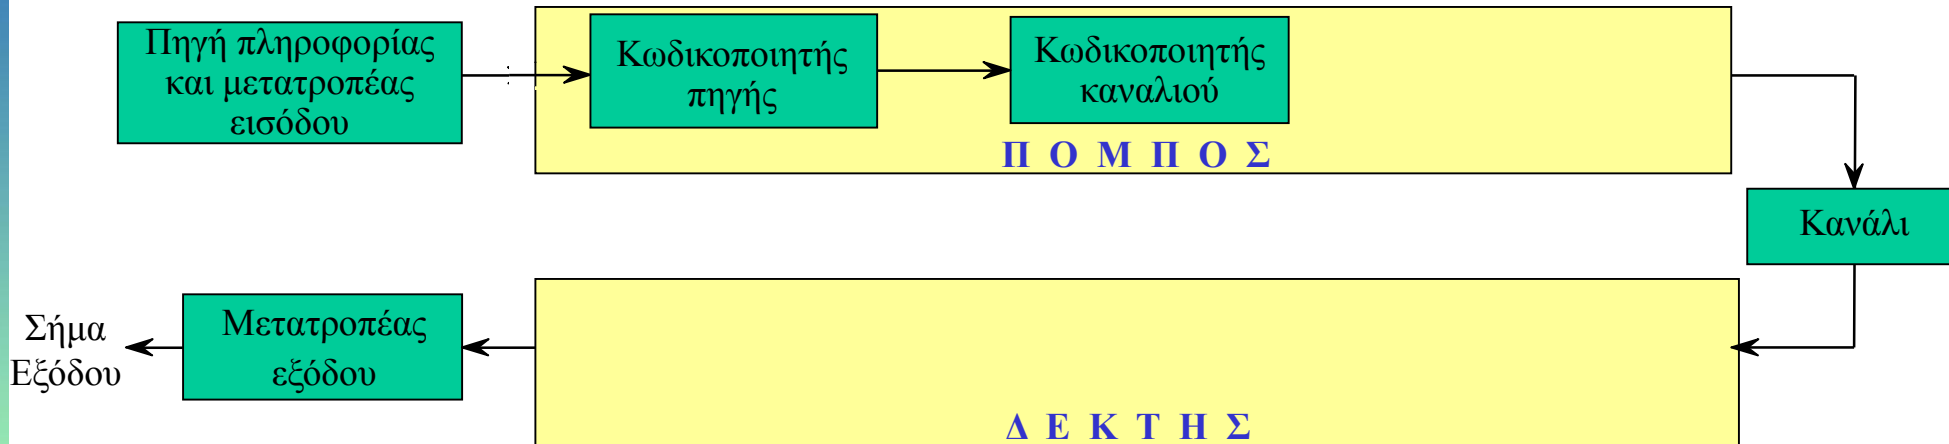 Πηγή πληροφορίας
και μετατροπέας
εισόδου
Κωδικοποιητής
πηγής
Κωδικοποιητής
καναλιού
Π Ο Μ Π Ο Σ
Κανάλι
Σήμα
Εξόδου
Μετατροπέας
εξόδου
Δ Ε Κ Τ Η Σ